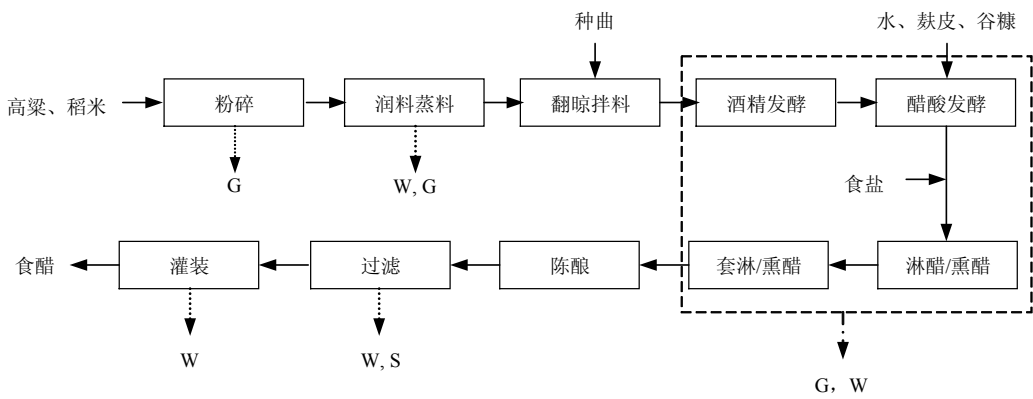 种曲
水、麸皮、谷糠
高粱、稻米
粉碎
润料蒸料
翻晾拌料
酒精发酵
醋酸发酵
G
W, G
食盐
食醋
灌装
过滤
陈酿
套淋/熏醋
淋醋/熏醋
W
W, S
G，W